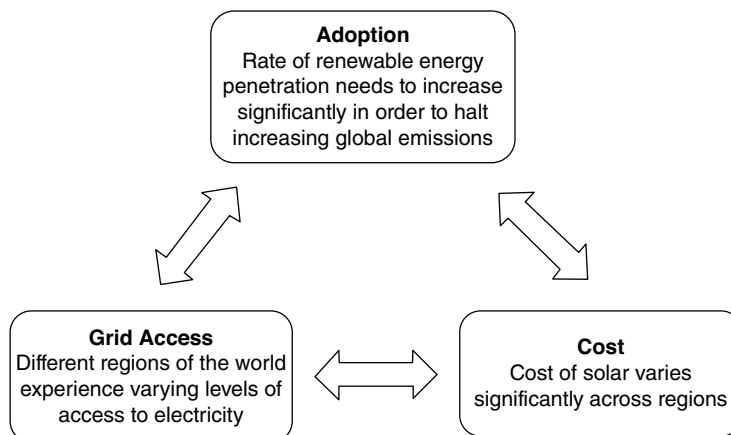 Adoption
Rate of renewable energy
penetration needs to increase
significantly in order to halt
increasing global emissions
Grid Access
Different regions of the world
experience varying levels of
access to electricity
Cost
Cost of solar varies
significantly across regions